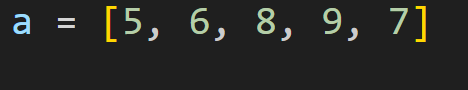 a = [5, 6, 8, 9, 7]